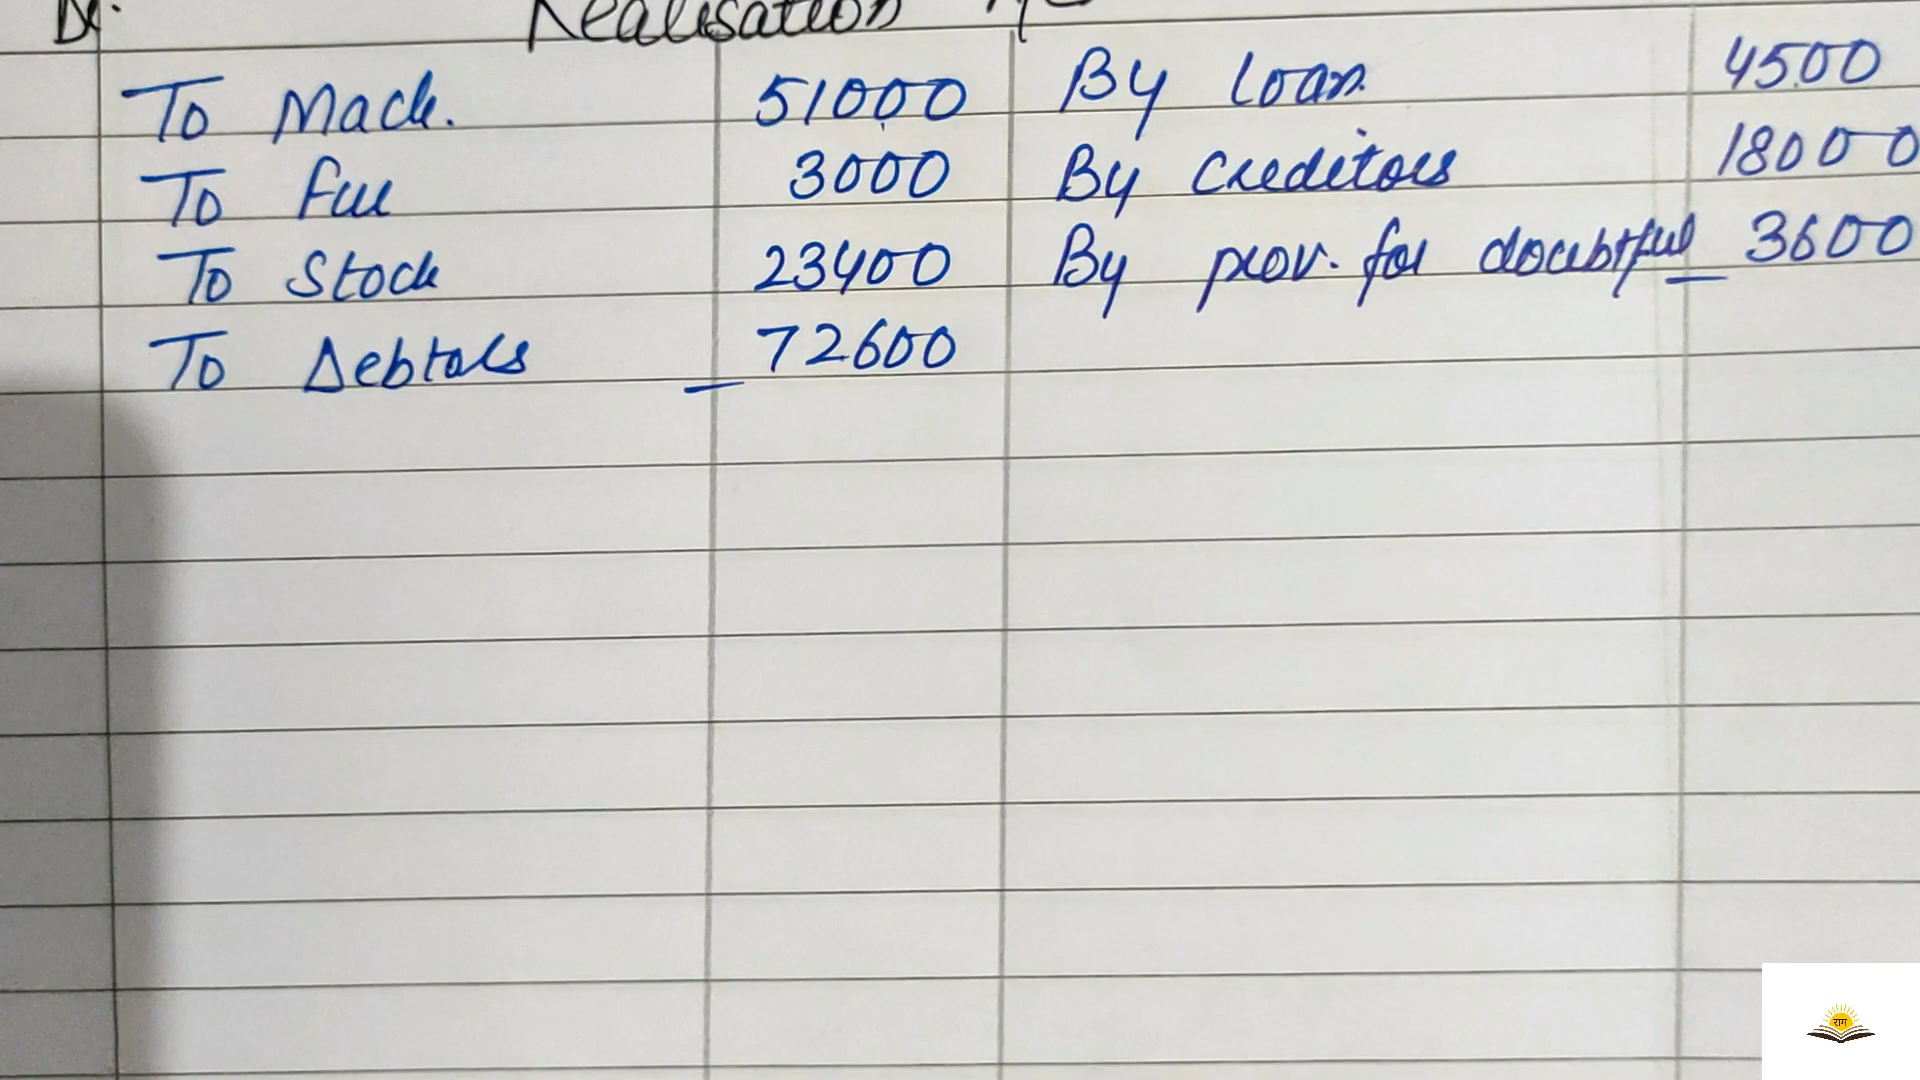 Dr. Realisation A/c
To Mach. 51000 By loan 4500
To Fur 3000 By Creditors 18000
To Stock 23400 By prov. for doubtful 3600
To Debtors 72600
राम